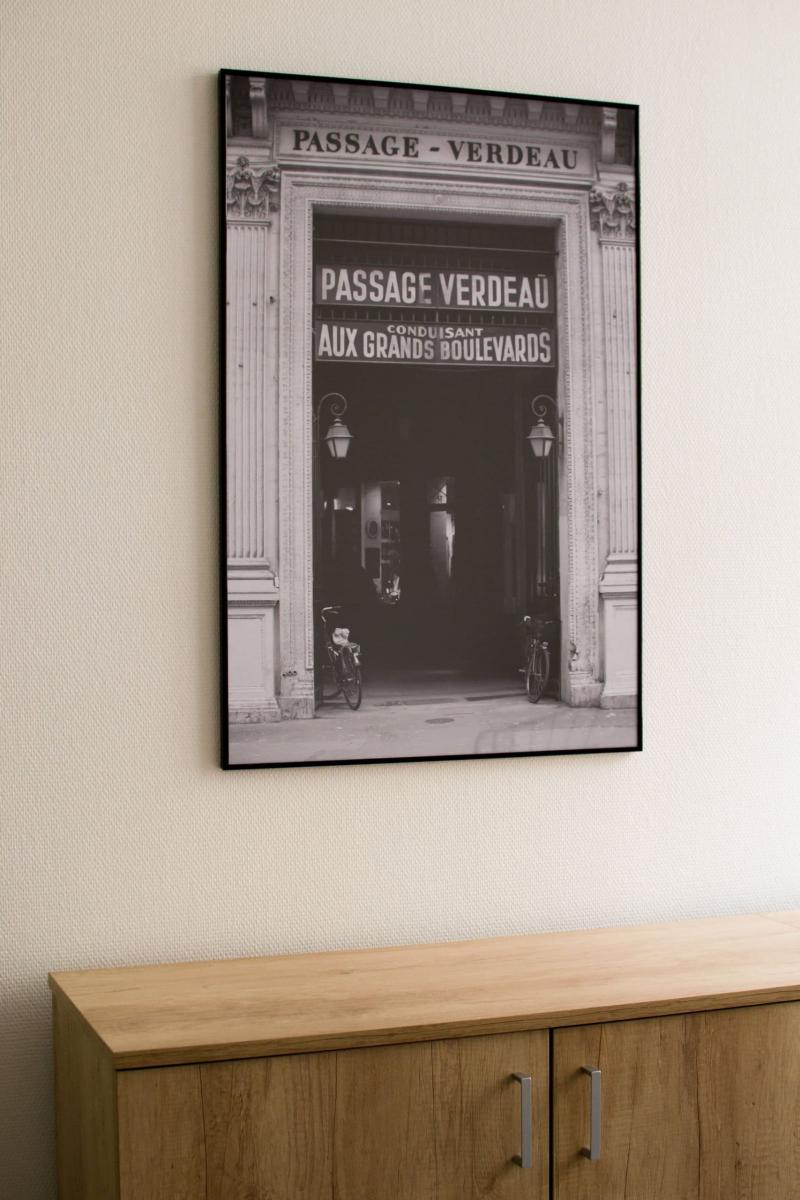 PASSAGE - VERDEAU
PASSAGE VERDEAU
CONDUISANT
AUX GRANDS BOULEVARDS